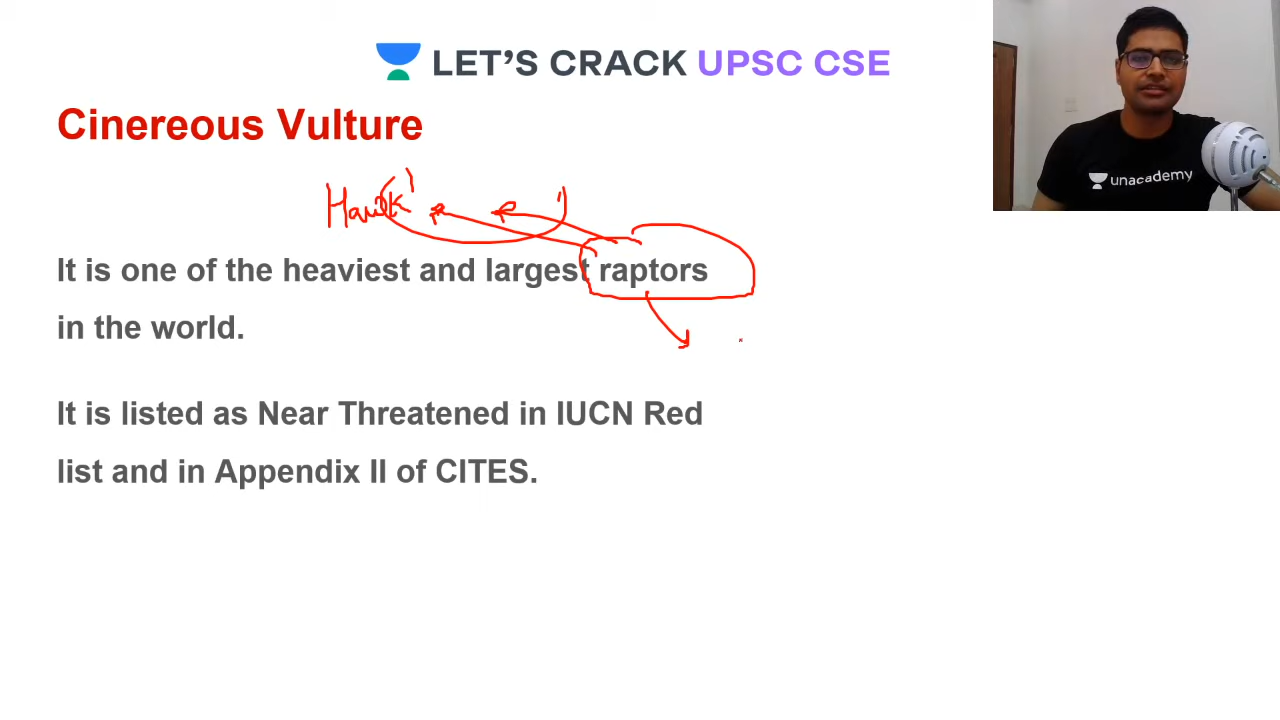 LET'S CRACK UPSC CSE
Cinereous Vulture
Hawk
It is one of the heaviest and largest raptors
in the world.
It is listed as Near Threatened in IUCN Red
list and in Appendix II of CITES.
unacademy